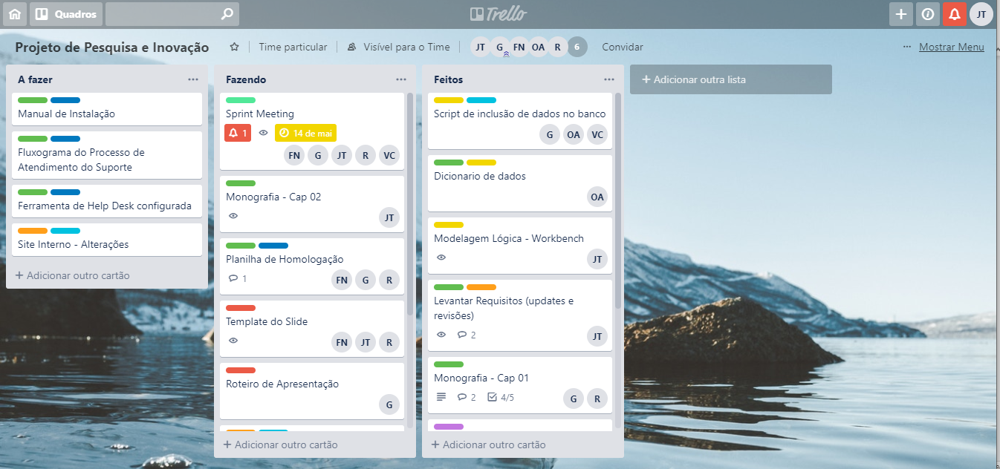 Quadros
Trello
JT
Projeto de Pesquisa e Inovação
Time particular
Visível para o Time
JT G FN OA R 6
Convidar
... Mostrar Menu
A fazer
Manual de Instalação
Fluxograma do Processo de
Atendimento do Suporte
Ferramenta de Help Desk configurada
Site Interno - Alterações
+ Adicionar outro cartão
Fazendo
Sprint Meeting
1 14 de mai
FN G JT R VC
Monografia - Cap 02
JT
Planilha de Homologação
1 FN G R
Template do Slide
FN JT R
Roteiro de Apresentação
G
+ Adicionar outro cartão
Feitos
Script de inclusão de dados no banco
G OA VC
Dicionario de dados
OA
Modelagem Lógica - Workbench
JT
Levantar Requisitos (updates e
revisões)
2 JT
Monografia - Cap 01
2 4/5 G R
+ Adicionar outro cartão
+ Adicionar outra lista